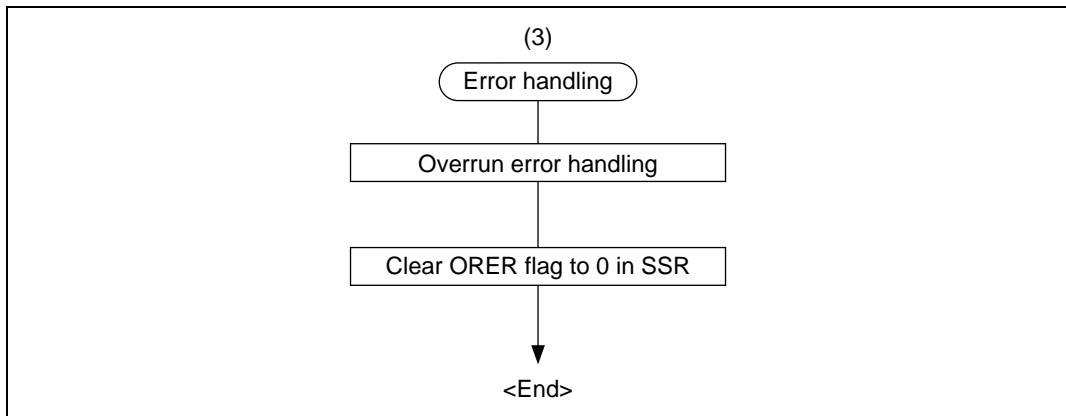 (3)
Error handling
Overrun error handling
Clear ORER flag to 0 in SSR
<End>